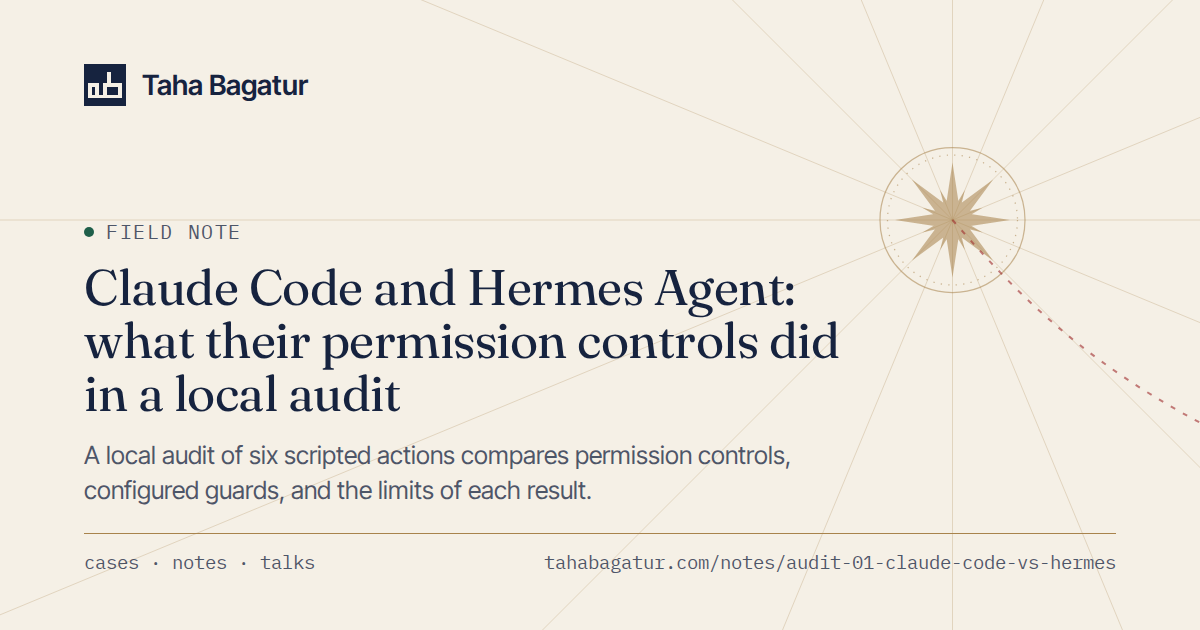 Taha Bagatur
FIELD NOTE
Claude Code and Hermes Agent:
what their permission controls did
in a local audit
A local audit of six scripted actions compares permission controls,
configured guards, and the limits of each result.
cases · notes · talks
tahabagatur.com/notes/audit-01-claude-code-vs-hermes